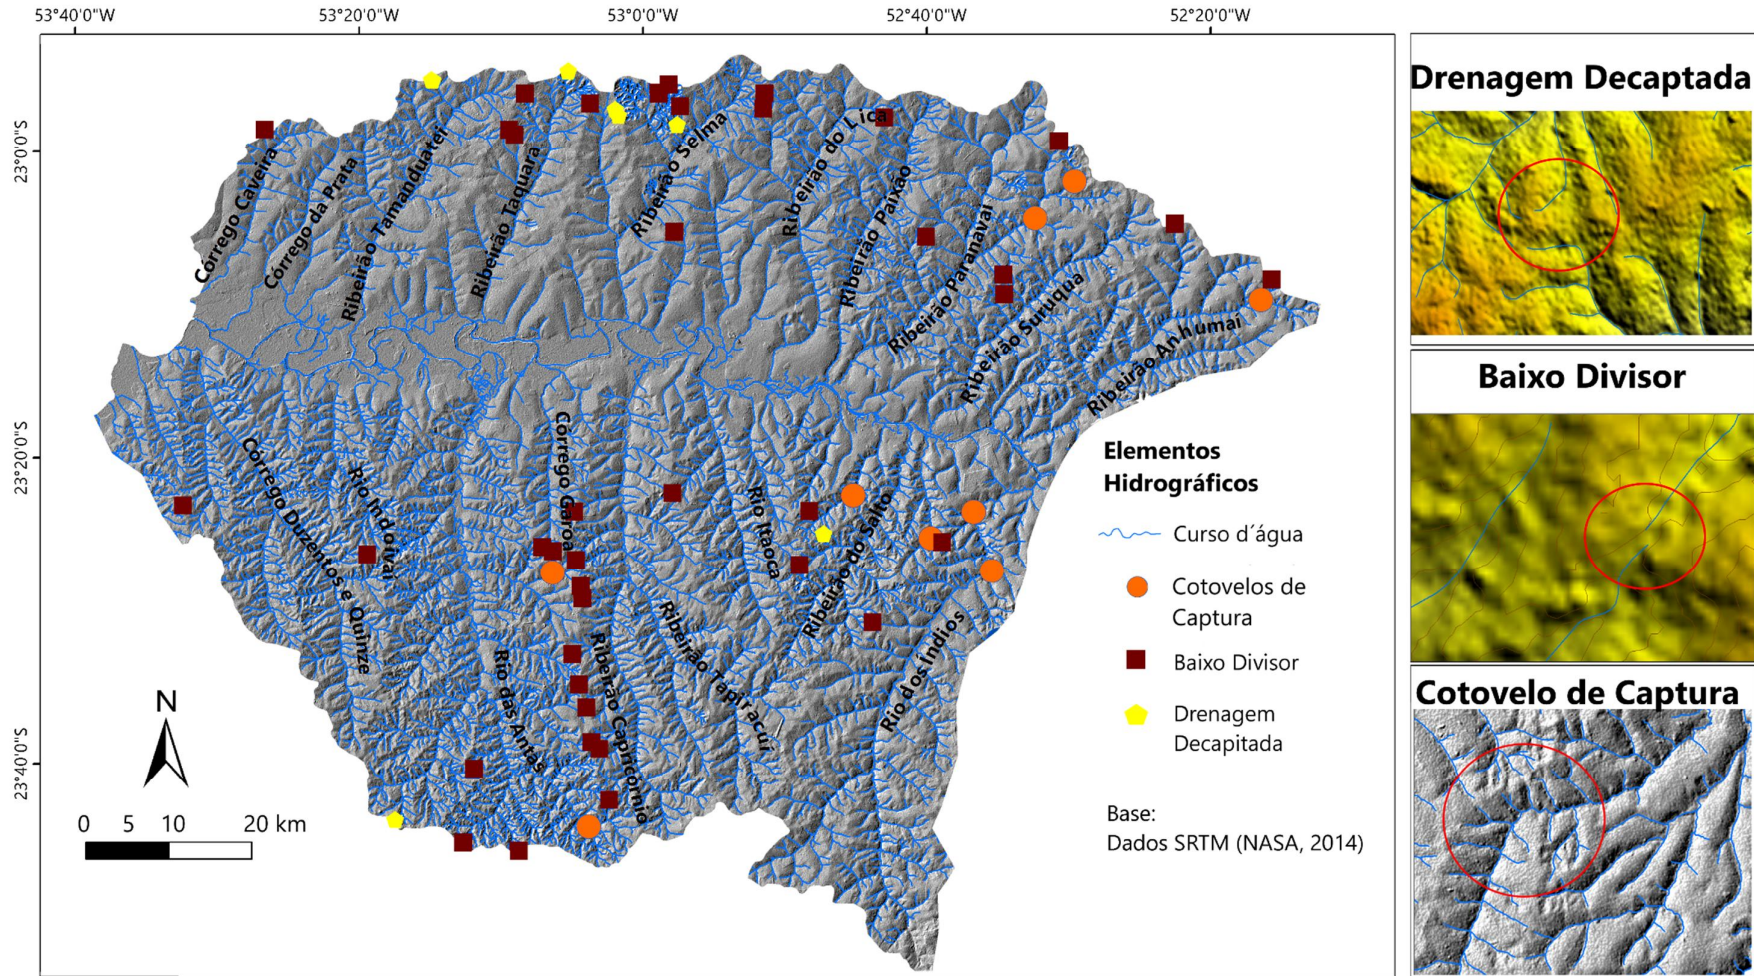 53°40'0"W
53°20'0"W
53°0'0"W
52°40'0"W
52°20'0"W
23°0'0"S
23°20'0"S
23°40'0"S
Córrego Caveira
Córrego da Prata
Ribeirão Tamanduateí
Ribeirão Taquara
Ribeirão Selma
Ribeirão do Lica
Ribeirão Paixão
Ribeirão Paranavaí
Ribeirão Suruqua
Ribeirão Anhumaí
Córrego Duzentos e Quinze
Rio Indoivaí
Córrego Garroa
Rio das Antas
Ribeirão Capricórnio
Ribeirão Tapiracuí
Rio Itaoca
Ribeirão do Salto
Rio dos Índios
N
0 5 10 20 km
Elementos
Hidrográficos
Curso d´água
Cotovelos de
Captura
Baixo Divisor
Drenagem
Decapitada
Base:
Dados SRTM (NASA, 2014)
Drenagem Decaptada
Baixo Divisor
Cotovelo de Captura